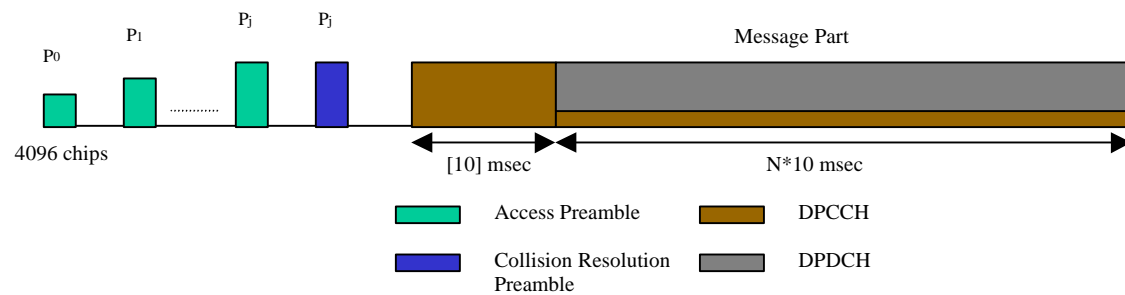 P0
P1
Pj
Pj
Message Part
4096 chips
[10] msec
N*10 msec
Access Preamble
DPCCH
Collision Resolution
Preamble
DPDCH